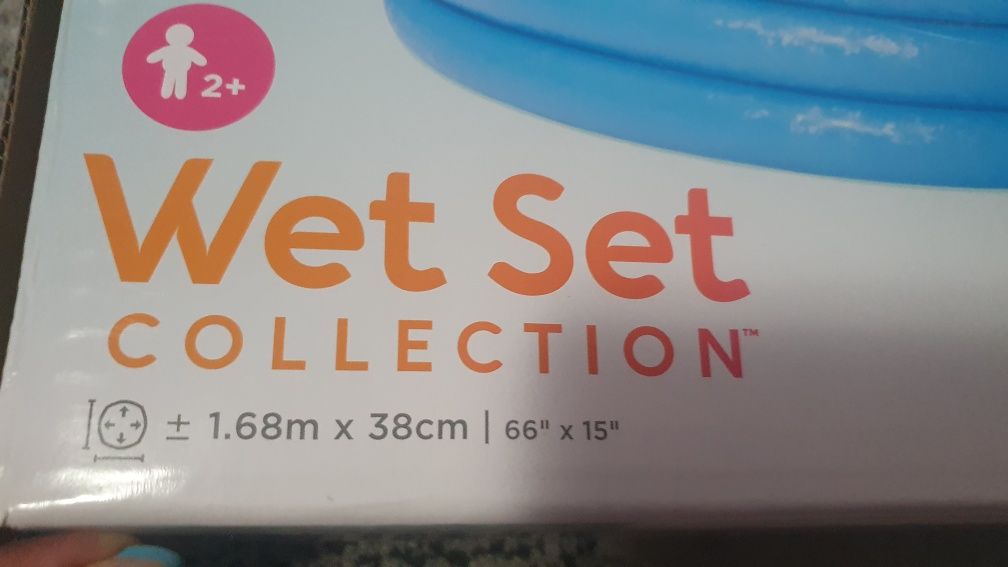 2+
Wet Set
COLLECTION™
± 1.68m x 38cm | 66" x 15"